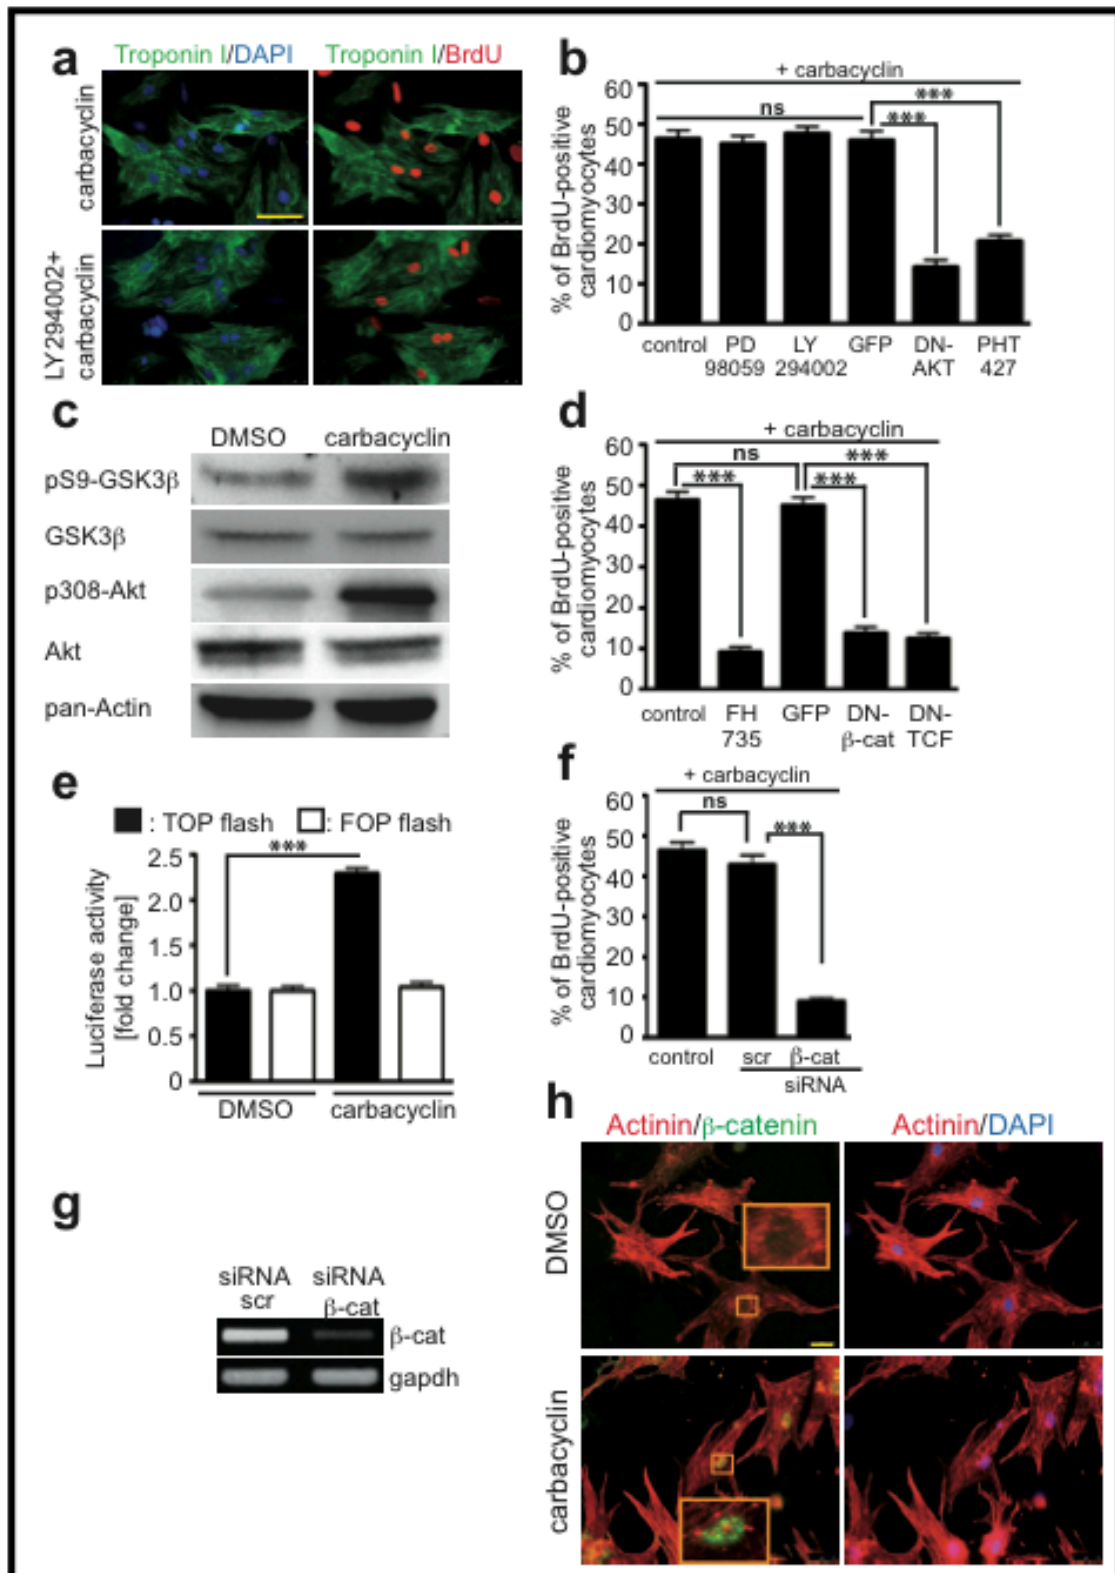 a
Troponin I/DAPI
Troponin I/BrdU
carbacyclin
LY294002+
carbacyclin
b
+ carbacyclin
% of BrdU-positive
cardiomyocytes
60
50
40
30
20
10
0
ns
***
***
control
PD
98059
LY
294002
GFP
DN-
AKT
PHT
427
c
DMSO
carbacyclin
pS9-GSK3β
GSK3β
p308-Akt
Akt
pan-Actin
d
+ carbacyclin
% of BrdU-positive
cardiomyocytes
60
50
40
30
20
10
0
ns
***
***
***
control
FH
735
GFP
DN-
β-cat
DN-
TCF
e
: TOP flash
: FOP flash
***
Luciferase activity
[fold change]
2.5
2.0
1.5
1.0
0.5
0
DMSO
carbacyclin
f
+ carbacyclin
% of BrdU-positive
cardiomyocytes
60
50
40
30
20
10
0
ns
***
control
scr
β-cat
siRNA
g
siRNA
scr
siRNA
β-cat
β-cat
gapdh
h
Actinin/β-catenin
Actinin/DAPI
DMSO
carbacyclin